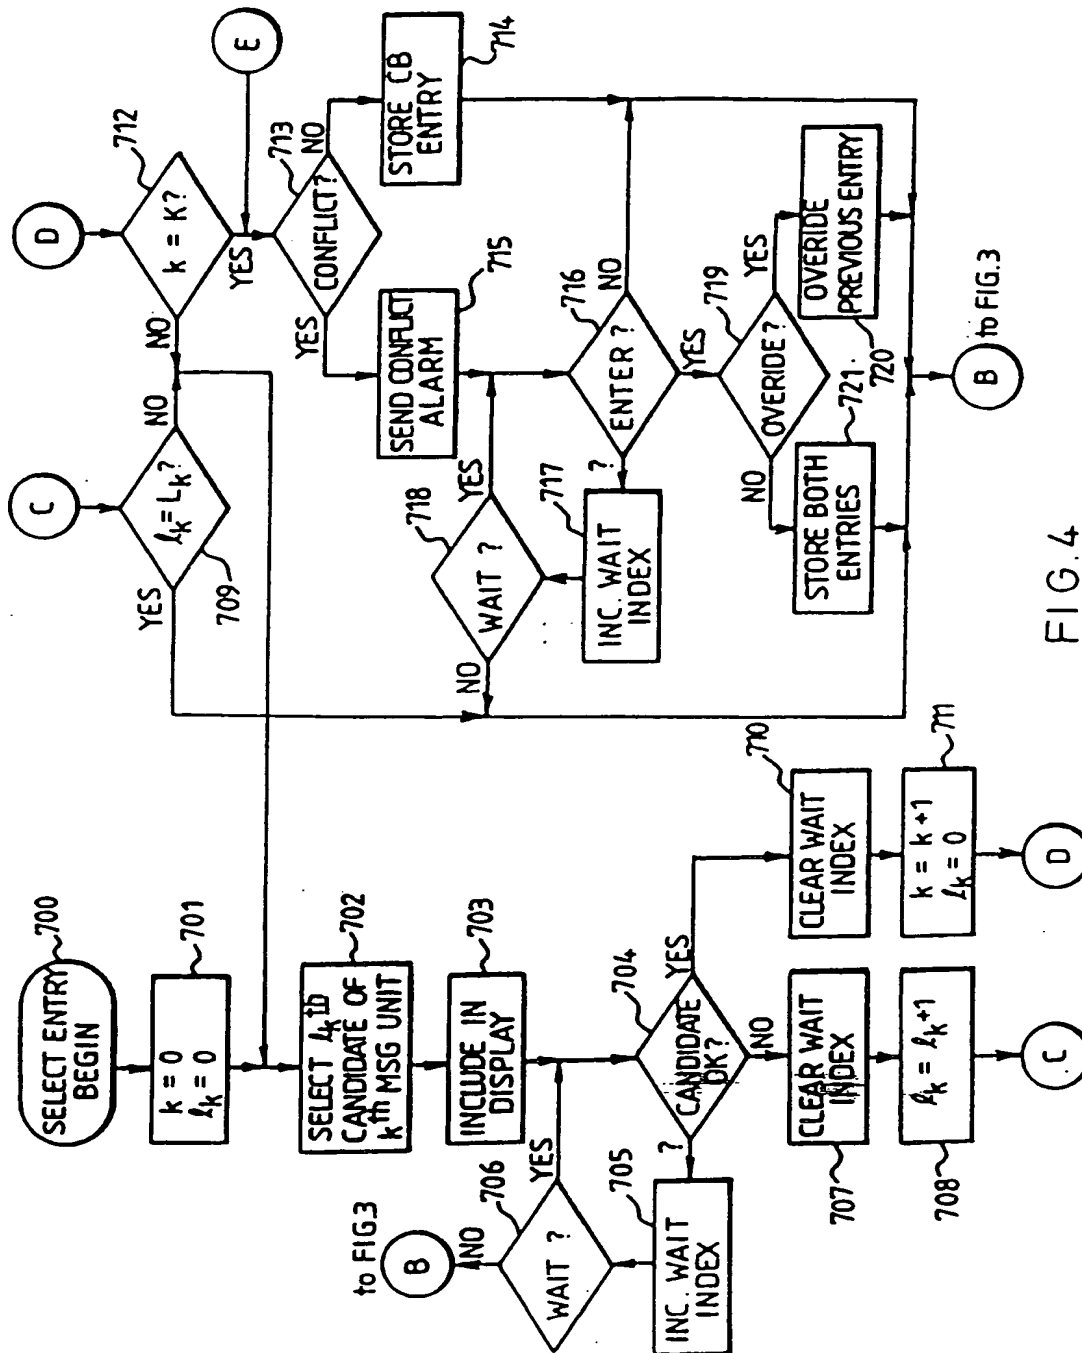 700
SELECT ENTRY
BEGIN
701
k = 0
ℓk = 0
702
SELECT ℓk th
CANDIDATE OF
kth MSG UNIT
703
INCLUDE IN
DISPLAY
704
CANDIDATE
OK?
YES
NO
?
705
INC. WAIT
INDEX
706
WAIT ?
YES
NO
B
to FIG.3
707
CLEAR WAIT
INDEX
708
ℓk = ℓk+1
C
710
CLEAR WAIT
INDEX
711
k = k+1
ℓk = 0
D
C
ℓk = Lk?
709
YES
NO
D
712
k = K?
NO
YES
E
713
CONFLICT?
NO
YES
714
STORE CB
ENTRY
715
SEND CONFLICT
ALARM
716
ENTER ?
NO
YES
?
717
INC. WAIT
INDEX
718
WAIT ?
YES
NO
719
OVERRIDE?
YES
NO
720
OVERRIDE
PREVIOUS ENTRY
721
STORE BOTH
ENTRIES
B
to FIG.3
FIG.4